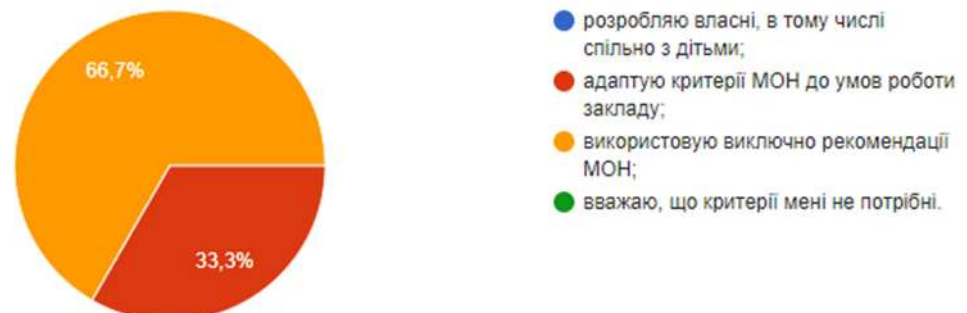 66,7%
33,3%
розробляю власні, в тому числі
спільно з дітьми;
адаптую критерії МОН до умов роботи
закладу;
використовую виключно рекомендації
МОН;
вважаю, що критерії мені не потрібні.